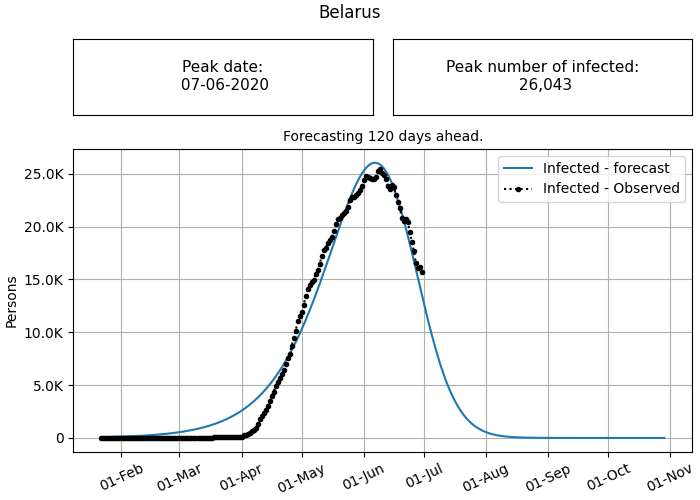 Belarus
Peak date:
07-06-2020
Peak number of infected:
26,043
Forecasting 120 days ahead.
Infected - forecast
Infected - Observed
Persons
25.0K
20.0K
15.0K
10.0K
5.0K
0
01-Feb
01-Mar
01-Apr
01-May
01-Jun
01-Jul
01-Aug
01-Sep
01-Oct
01-Nov